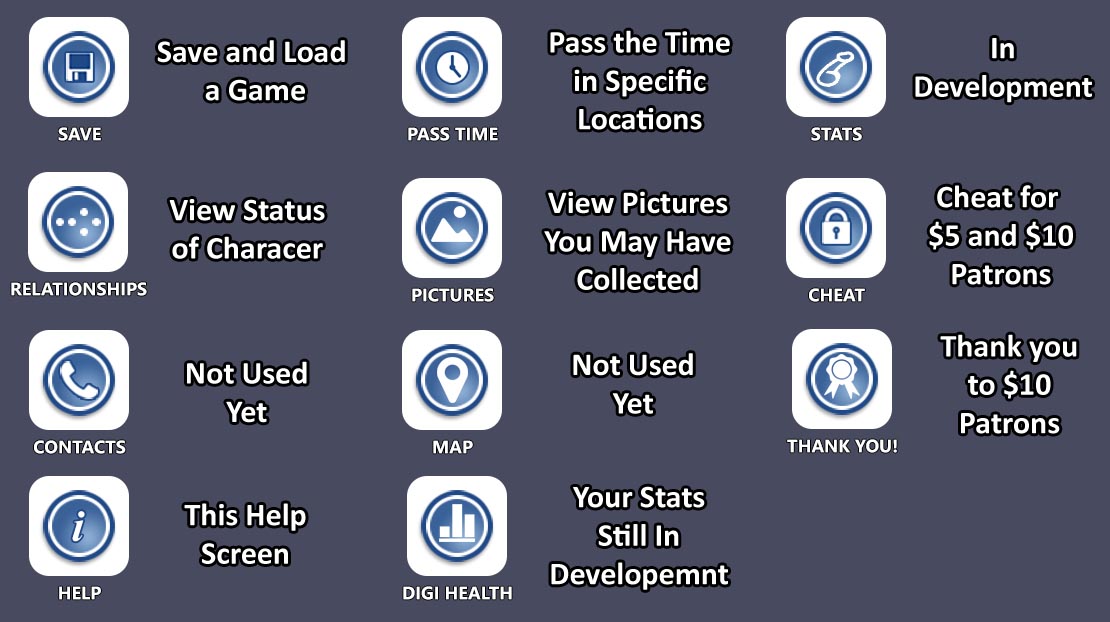 Save and Load
a Game
SAVE
Pass the Time
in Specific
Locations
PASS TIME
In
Development
STATS
View Status
of Characer
RELATIONSHIPS
View Pictures
You May Have
Collected
PICTURES
Cheat for
$5 and $10
Patrons
CHEAT
Not Used
Yet
CONTACTS
Not Used
Yet
MAP
Thank you
to $10
Patrons
THANK YOU!
This Help
Screen
i
HELP
Your Stats
Still In
Developemnt
DIGI HEALTH